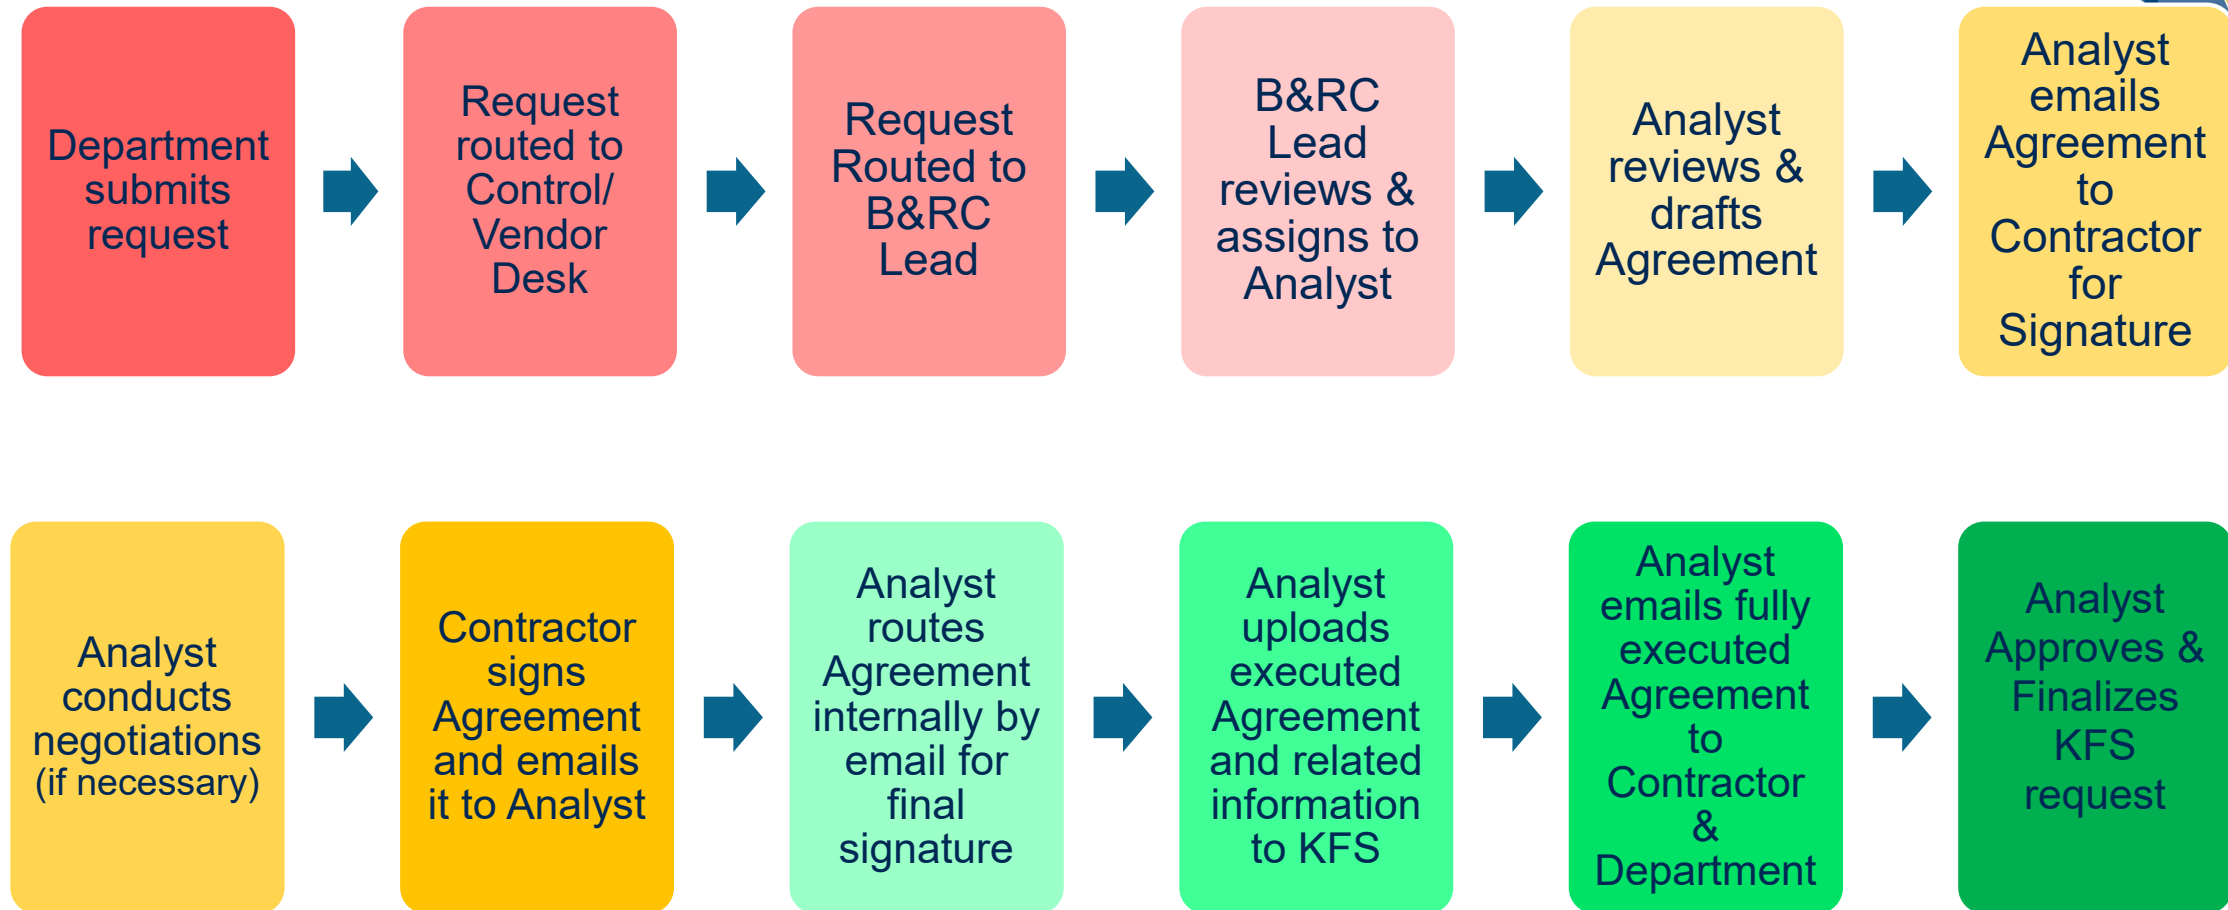 Department
submits
request
Request
routed to
Control/
Vendor
Desk
Request
Routed to
B&RC
Lead
B&RC
Lead
reviews &
assigns to
Analyst
Analyst
reviews &
drafts
Agreement
Analyst
emails
Agreement
to
Contractor
for
Signature
Analyst
conducts
negotiations
(if necessary)
Contractor
signs
Agreement
and emails
it to Analyst
Analyst
routes
Agreement
internally by
email for
final
signature
Analyst
uploads
executed
Agreement
and related
information
to KFS
Analyst
emails fully
executed
Agreement
to
Contractor
&
Department
Analyst
Approves &
Finalizes
KFS
request